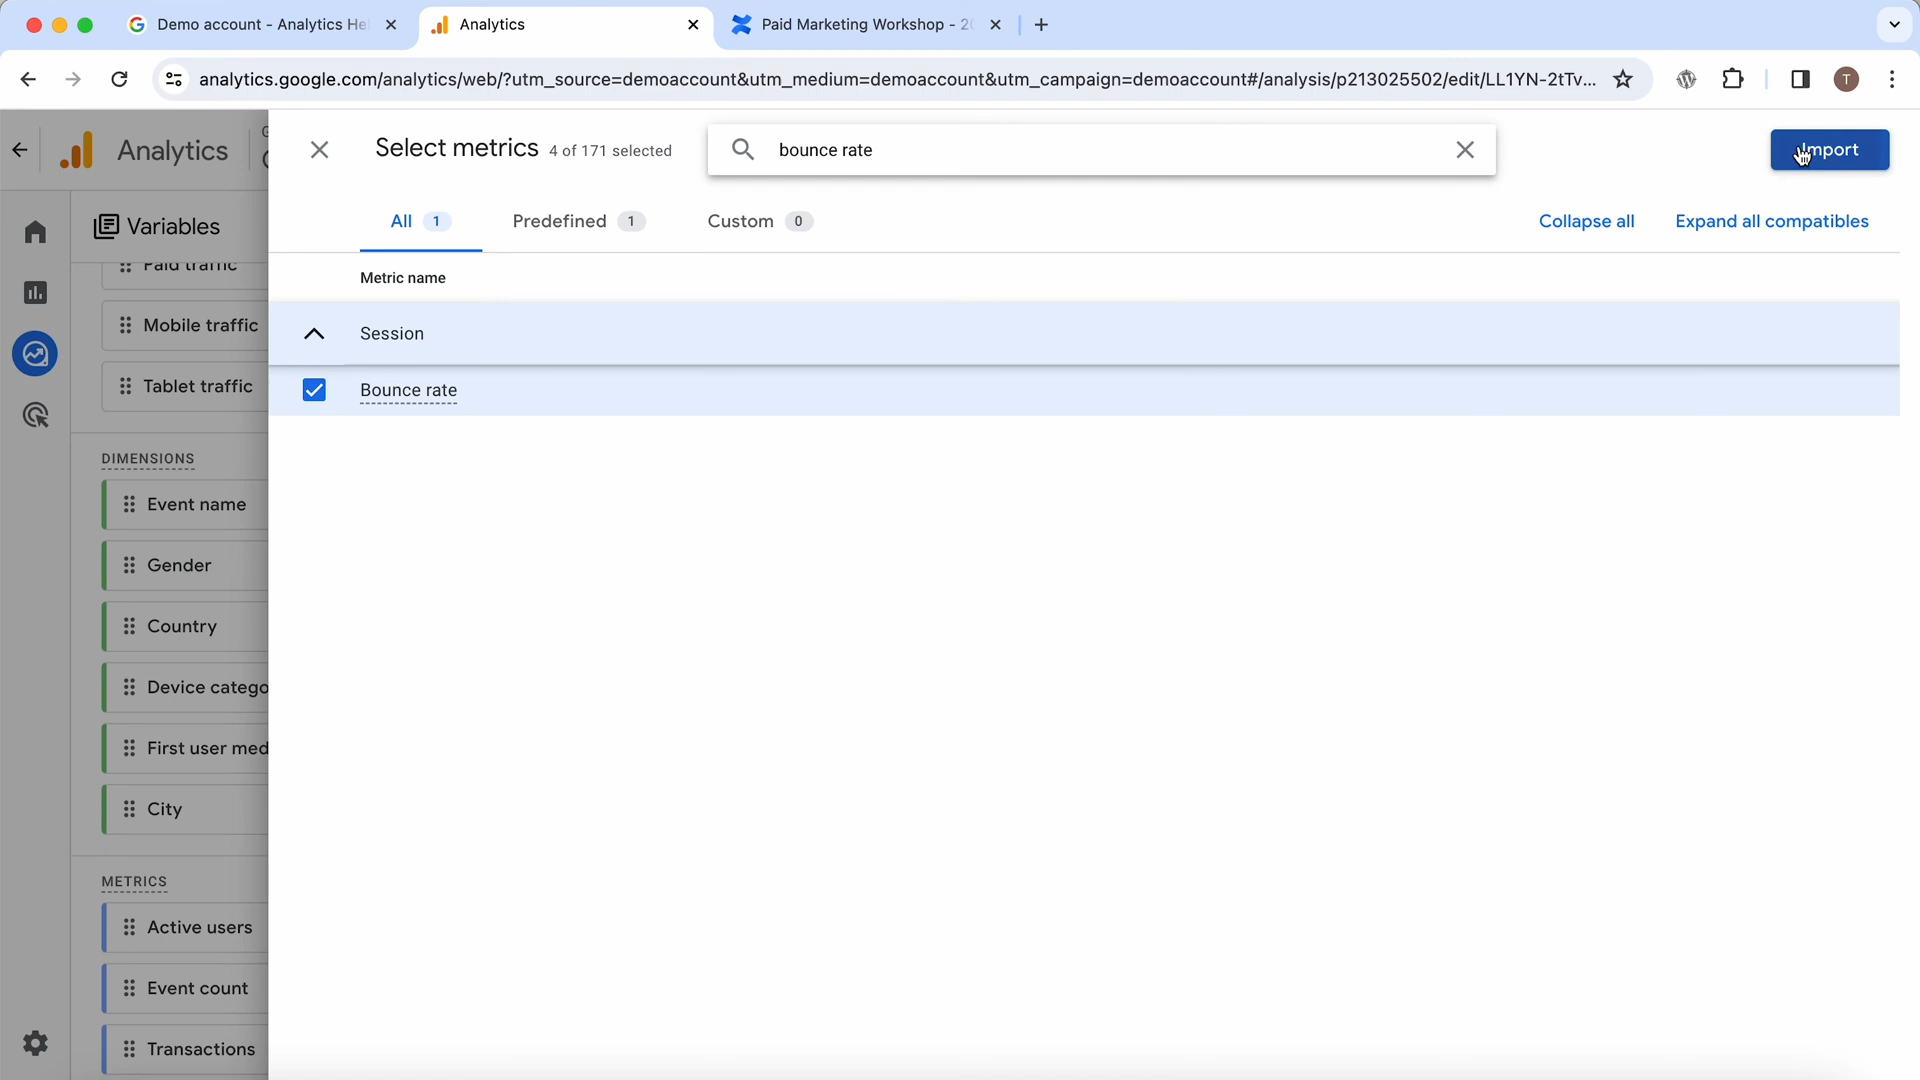 Demo account - Analytics He
Analytics
Paid Marketing Workshop - 20
analytics.google.com/analytics/web/?utm_source=demoaccount&utm_medium=demoaccount&utm_campaign=demoaccount#/analysis/p213025502/edit/LL1YN-2tTv...
T
Analytics
Select metrics 4 of 171 selected
bounce rate
Import
All 1
Predefined 1
Custom 0
Collapse all
Expand all compatibles
Variables
Paid traffic
Mobile traffic
Tablet traffic
DIMENSIONS
Event name
Gender
Country
Device catego
First user med
City
METRICS
Active users
Event count
Transactions
Metric name
Session
Bounce rate